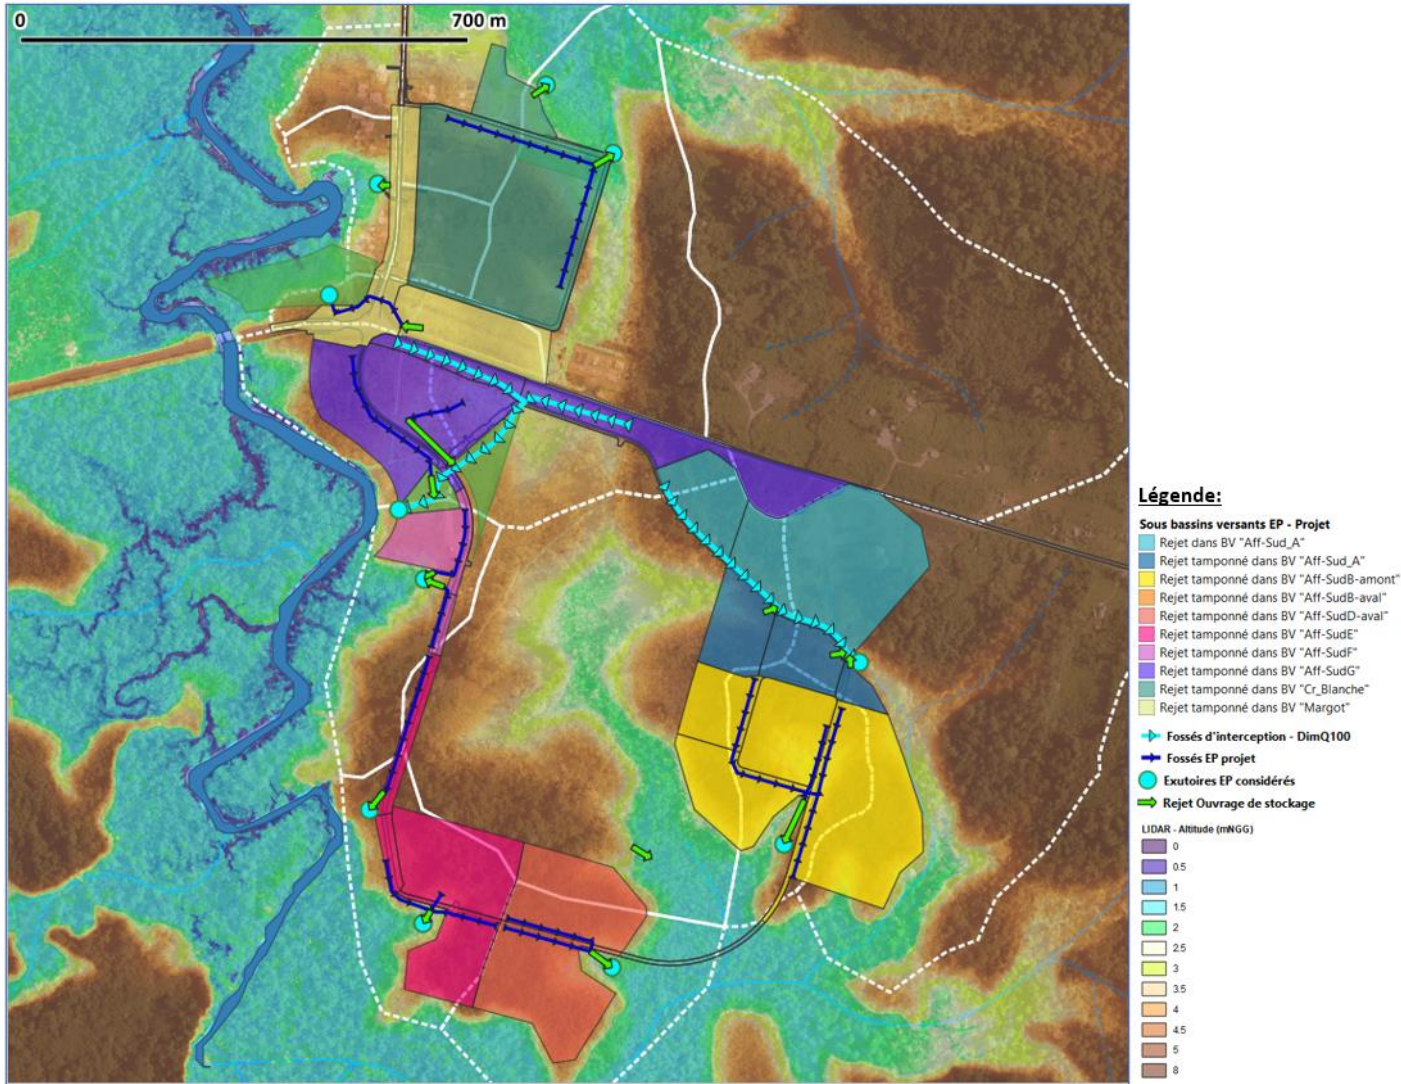 0 700 m
Légende:
Sous bassins versants EP - Projet
Rejet dans BV "Aff-Sud_A"
Rejet tamponné dans BV "Aff-Sud_A"
Rejet tamponné dans BV "Aff-SudB-amont"
Rejet tamponné dans BV "Aff-SudB-aval"
Rejet tamponné dans BV "Aff-SudD-aval"
Rejet tamponné dans BV "Aff-SudE"
Rejet tamponné dans BV "Aff-SudF"
Rejet tamponné dans BV "Aff-SudG"
Rejet tamponné dans BV "Cr_Blanche"
Rejet tamponné dans BV "Margot"
Fossés d'interception - DimQ100
Fossés EP projet
Exutoires EP considérés
Rejet Ouvrage de stockage
LIDAR - Altitude (mNGG)
0
0.5
1
1.5
2
2.5
3
3.5
4
4.5
5
8